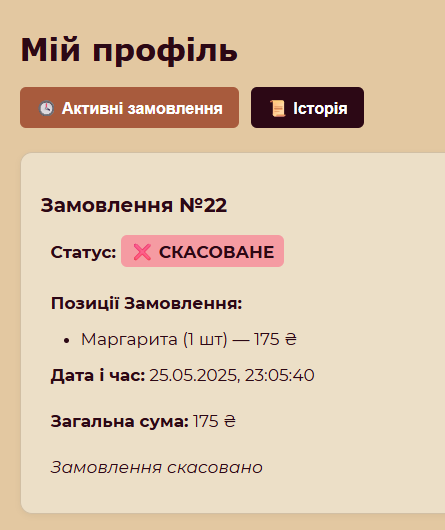 Мій профіль
🕓 Активні замовлення 📜 Історія
Замовлення №22
Статус: ❌ СКАСОВАНЕ
Позиції Замовлення:
• Маргарита (1 шт) — 175 ₴
Дата і час: 25.05.2025, 23:05:40
Загальна сума: 175 ₴
Замовлення скасовано